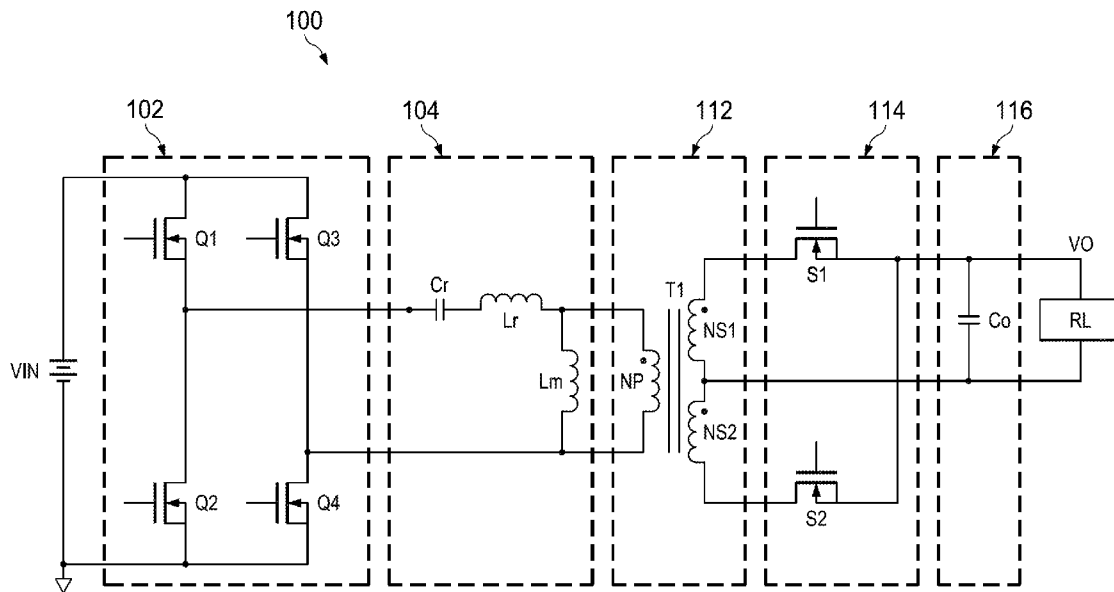 100
102
104
112
114
116
Q1
Q3
S1
VO
Cr
Lr
T1
NS1
Co
RL
VIN
Lm
NP
NS2
Q2
Q4
S2